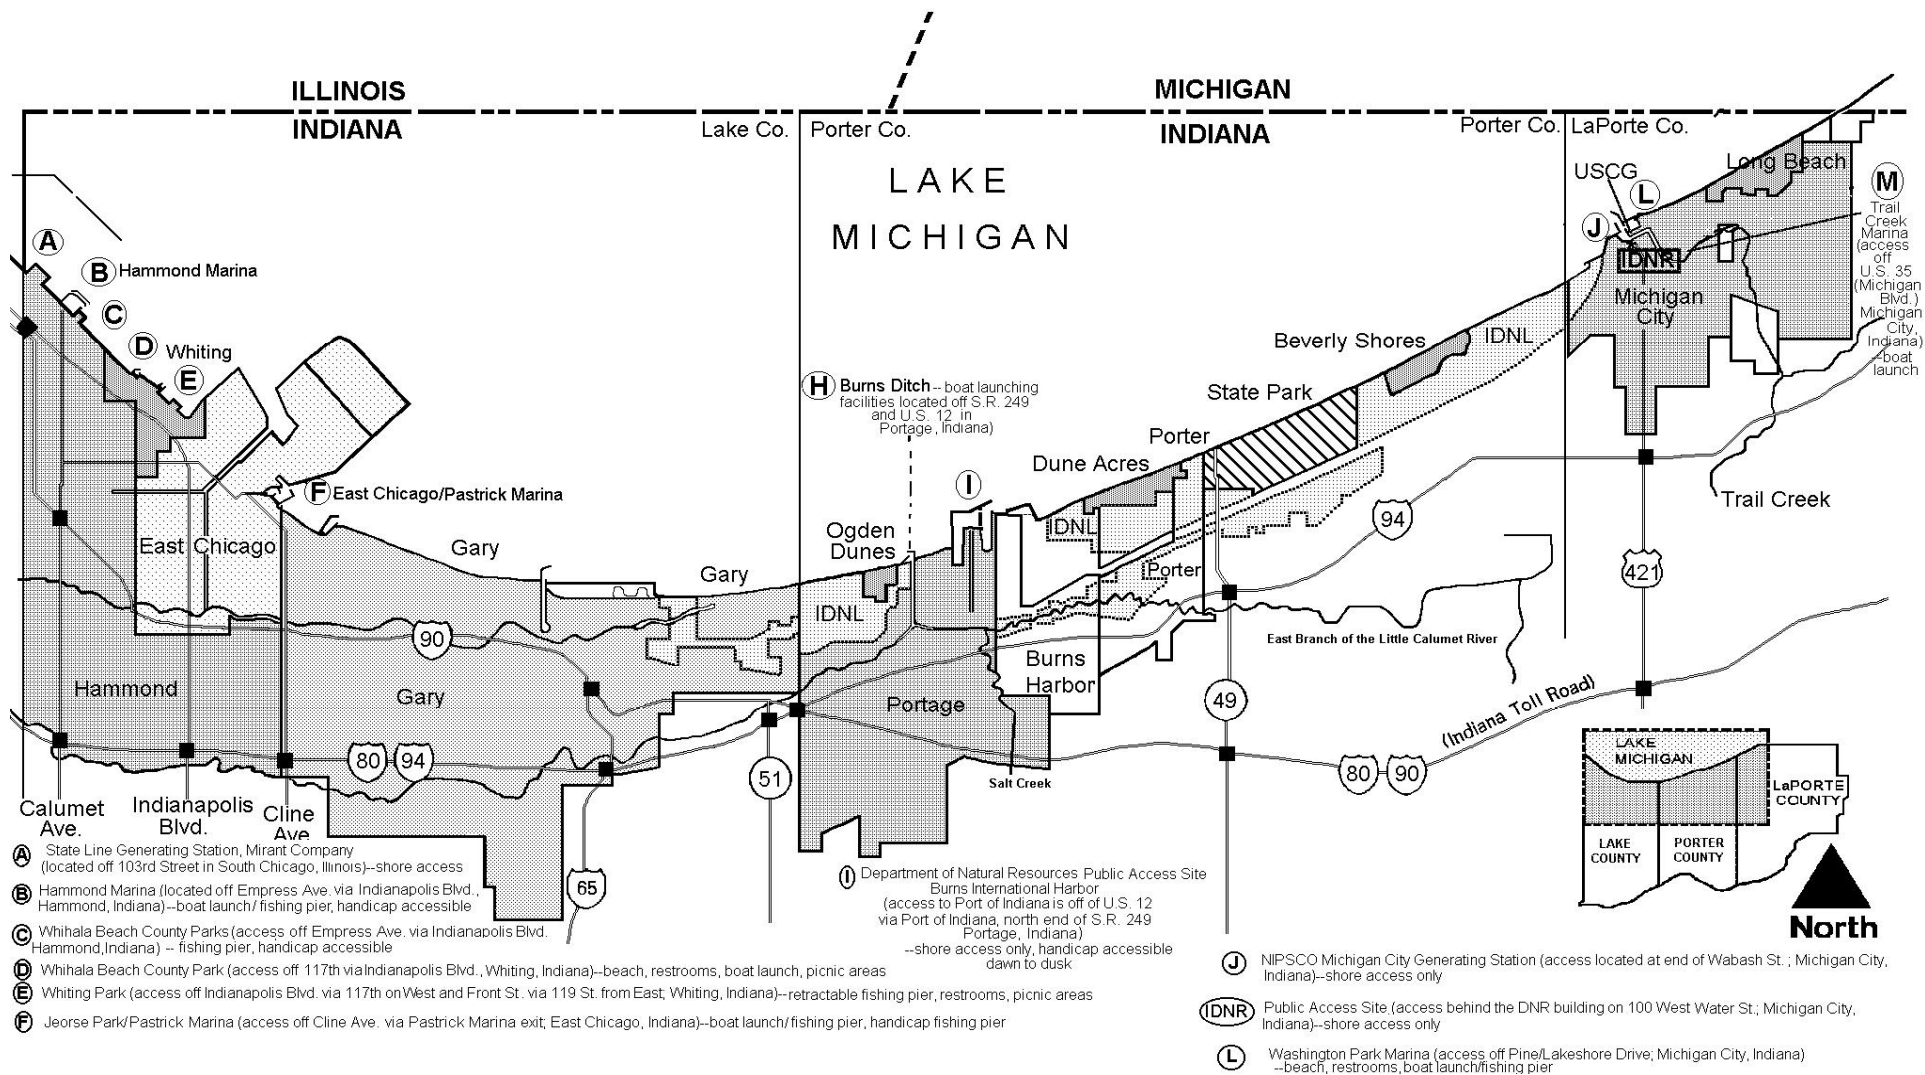 ILLINOIS
INDIANA
MICHIGAN
INDIANA
Lake Co.
Porter Co.
Porter Co.
LaPorte Co.
LAKE
MICHIGAN
USCG
Long Beach
L
J
IDNR
Michigan
City
M
Trail
Creek
Marina
(access
off
U.S. 35
(Michigan
Blvd.)
Michigan
City,
Indiana)
--boat
launch
A
B Hammond Marina
C
D Whiting
E
F East Chicago/Pastrick Marina
H Burns Ditch -- boat launching
facilities located off S.R. 249
and U.S. 12 in
Portage, Indiana)
Beverly Shores
IDNL
State Park
Porter
Dune Acres
I
IDNL
Ogden
Dunes
Porter
94
Trail Creek
421
East Chicago
Gary
Gary
IDNL
90
East Branch of the Little Calumet River
Hammond
Gary
Portage
Burns
Harbor
49
(Indiana Toll Road)
80 94
51
Salt Creek
80 90
65
Calumet
Ave.
Indianapolis
Blvd.
Cline
Ave
LAKE
MICHIGAN
LaPORTE
COUNTY
LAKE
COUNTY
PORTER
COUNTY
North
A State Line Generating Station, Mirant Company
(located off 103rd Street in South Chicago, Illinois)--shore access
B Hammond Marina (located off Empress Ave. via Indianapolis Blvd.,
Hammond, Indiana)--boat launch/ fishing pier, handicap accessible
C Whihala Beach County Parks (access off Empress Ave. via Indianapolis Blvd.
Hammond, Indiana) -- fishing pier, handicap accessible
D Whihala Beach County Park (access off 117th via Indianapolis Blvd., Whiting, Indiana)--beach, restrooms, boat launch, picnic areas
E Whiting Park (access off Indianapolis Blvd. via 117th on West and Front St. via 119 St. from East; Whiting, Indiana)--retractable fishing pier, restrooms, picnic areas
F Jeorse Park/Pastrick Marina (access off Cline Ave. via Pastrick Marina exit; East Chicago, Indiana)--boat launch/fishing pier, handicap fishing pier
I Department of Natural Resources Public Access Site
Burns International Harbor
(access to Port of Indiana is off of U.S. 12
via Port of Indiana, north end of S.R. 249
Portage, Indiana)
--shore access only, handicap accessible
dawn to dusk
J NIPSCO Michigan City Generating Station (access located at end of Wabash St. ; Michigan City,
Indiana)--shore access only
IDNR Public Access Site (access behind the DNR building on 100 West Water St.; Michigan City,
Indiana)--shore access only
L Washington Park Marina (access off Pine/Lakeshore Drive; Michigan City, Indiana)
--beach, restrooms, boat launch/fishing pier